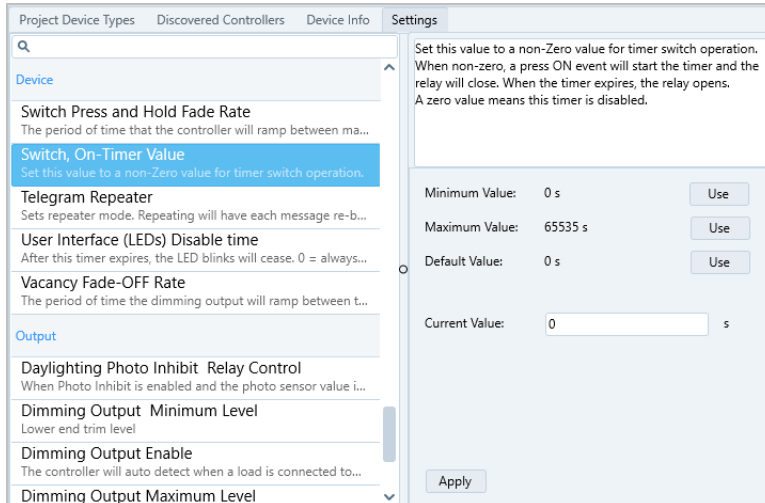 Project Device Types Discovered Controllers Device Info Settings
Device
Switch Press and Hold Fade Rate
The period of time that the controller will ramp between ma...
Switch, On-Timer Value
Set this value to a non-Zero value for timer switch operation.
Telegram Repeater
Sets repeater mode. Repeating will have each message re-b...
User Interface (LEDs) Disable time
After this timer expires, the LED blinks will cease. 0 = always...
Vacancy Fade-OFF Rate
The period of time the dimming output will ramp between t...
Output
Daylighting Photo Inhibit  Relay Control
When Photo Inhibit is enabled and the photo sensor value i...
Dimming Output  Minimum Level
Lower end trim level
Dimming Output Enable
The controller will auto detect when a load is connected to...
Dimming Output Maximum Level
Set this value to a non-Zero value for timer switch operation.
When non-zero, a press ON event will start the timer and the
relay will close. When the timer expires, the relay opens.
A zero value means this timer is disabled.
Minimum Value: 0 s Use
Maximum Value: 65535 s Use
Default Value: 0 s Use
Current Value: 0 s
Apply